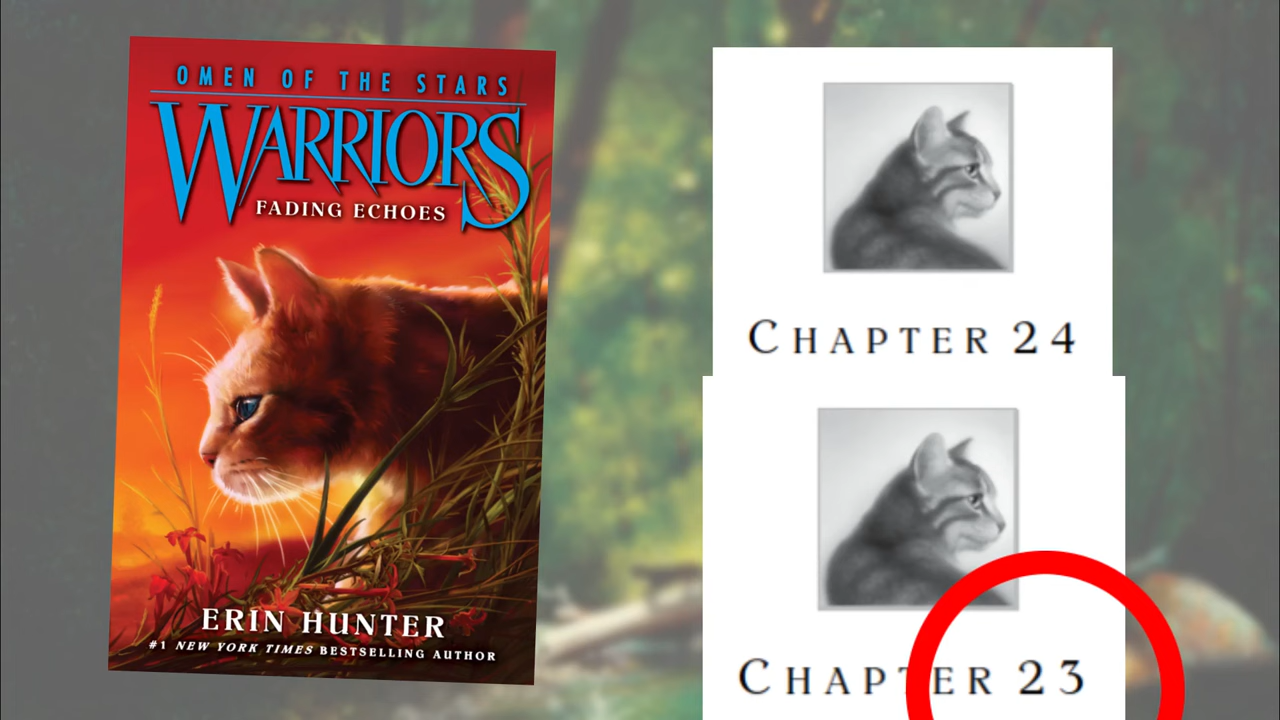 OMEN OF THE STARS
WARRIORS
FADING ECHOES
ERIN HUNTER
#1 NEW YORK TIMES BESTSELLING AUTHOR
CHAPTER 24
CHAPTER 23